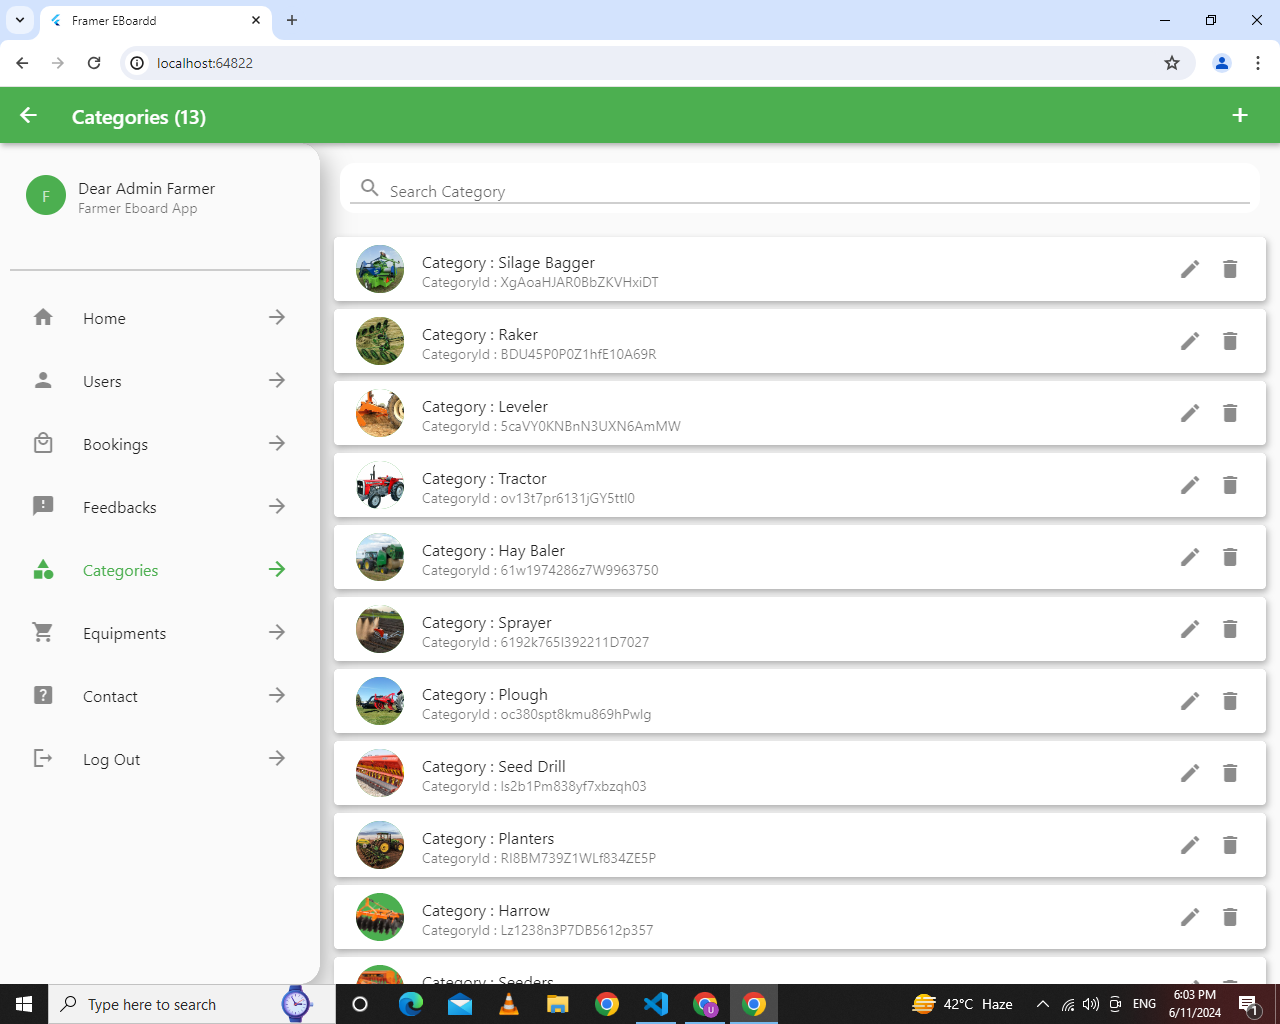 Framer EBoardd
localhost:64822
Categories (13)
F
Dear Admin Farmer
Farmer Eboard App
Home
Users
Bookings
Feedbacks
Categories
Equipments
Contact
Log Out
Search Category
Category : Silage Bagger
CategoryId : XgAoaHJAR0BbZKVHxiDT
Category : Raker
CategoryId : BDU45P0P0Z1hfE10A69R
Category : Leveler
CategoryId : 5caVY0KNBnN3UXN6AmMW
Category : Tractor
CategoryId : ov13t7pr6131jGY5ttl0
Category : Hay Baler
CategoryId : 61w1974286z7W9963750
Category : Sprayer
CategoryId : 6192k765I392211D7027
Category : Plough
CategoryId : oc380spt8kmu869hPwIg
Category : Seed Drill
CategoryId : ls2b1Pm838yf7xbzqh03
Category : Planters
CategoryId : RI8BM739Z1WLf834ZE5P
Category : Harrow
CategoryId : Lz1238n3P7DB5612p357
Category : Seeders
Type here to search
U
42°C Haze
ENG
6:03 PM
6/11/2024
1